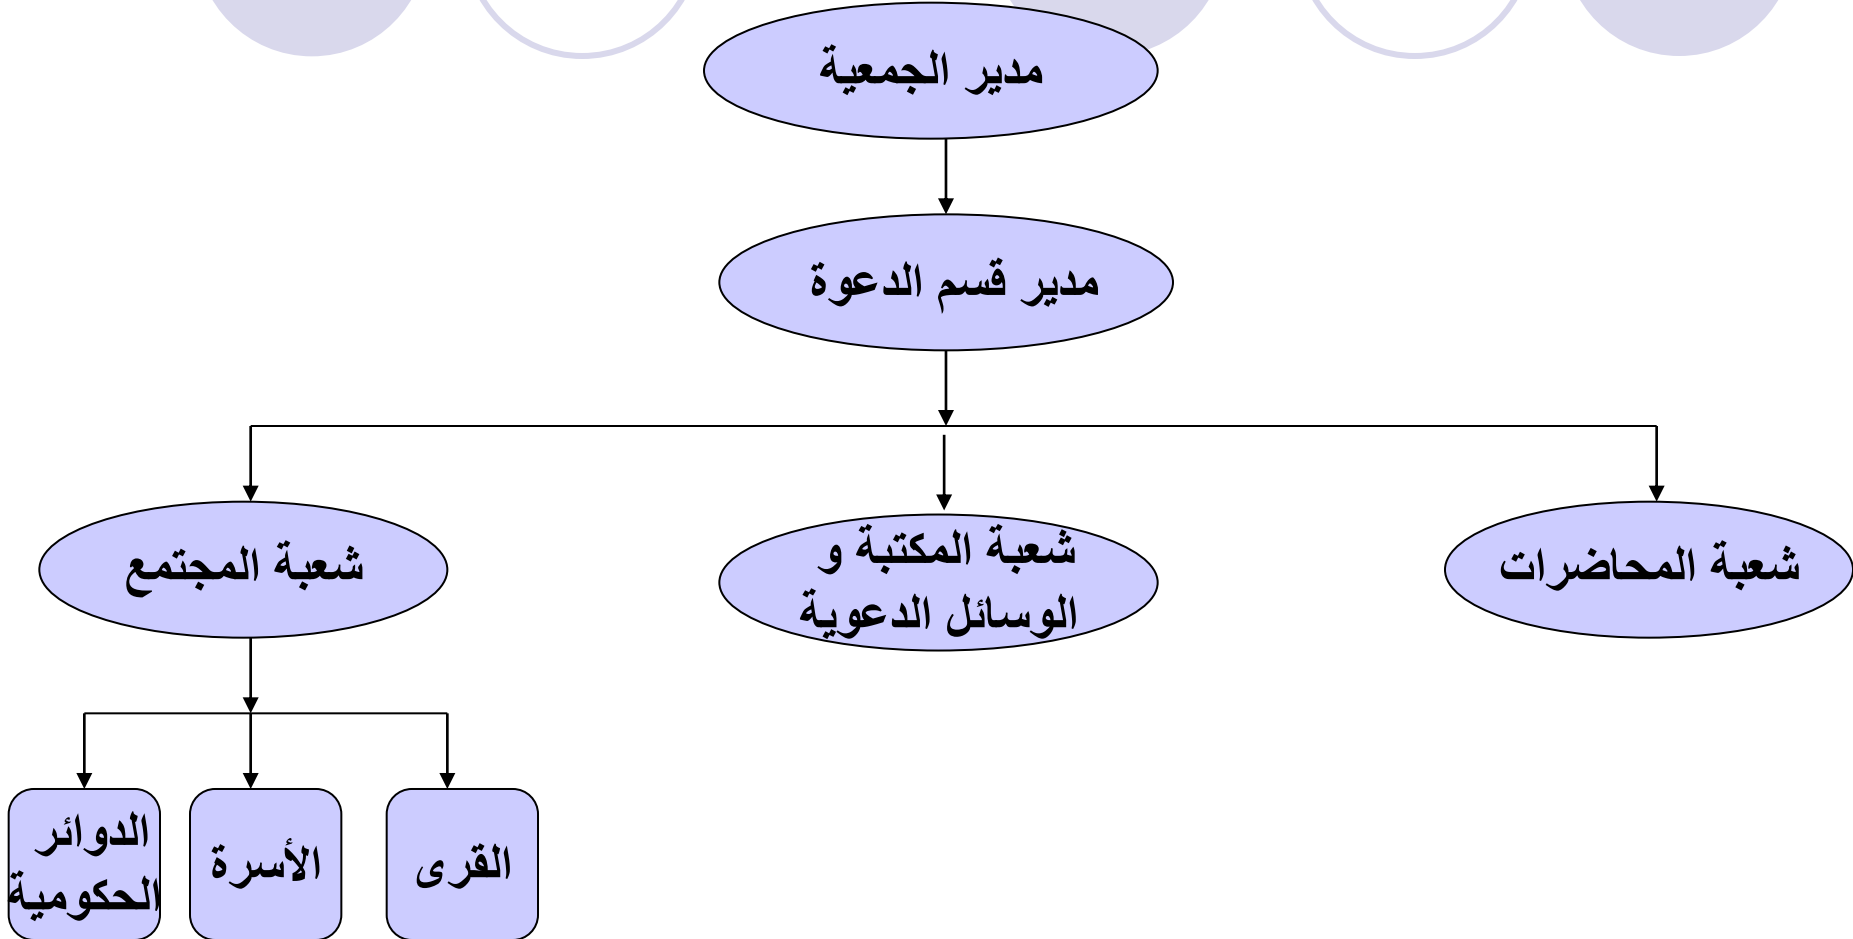 مدير الجمعية
مدير قسم الدعوة
شعبة المحاضرات
شعبة المكتبة و
الوسائل الدعوية
شعبة المجتمع
القرى
الأسرة
الدوائر
الحكومية